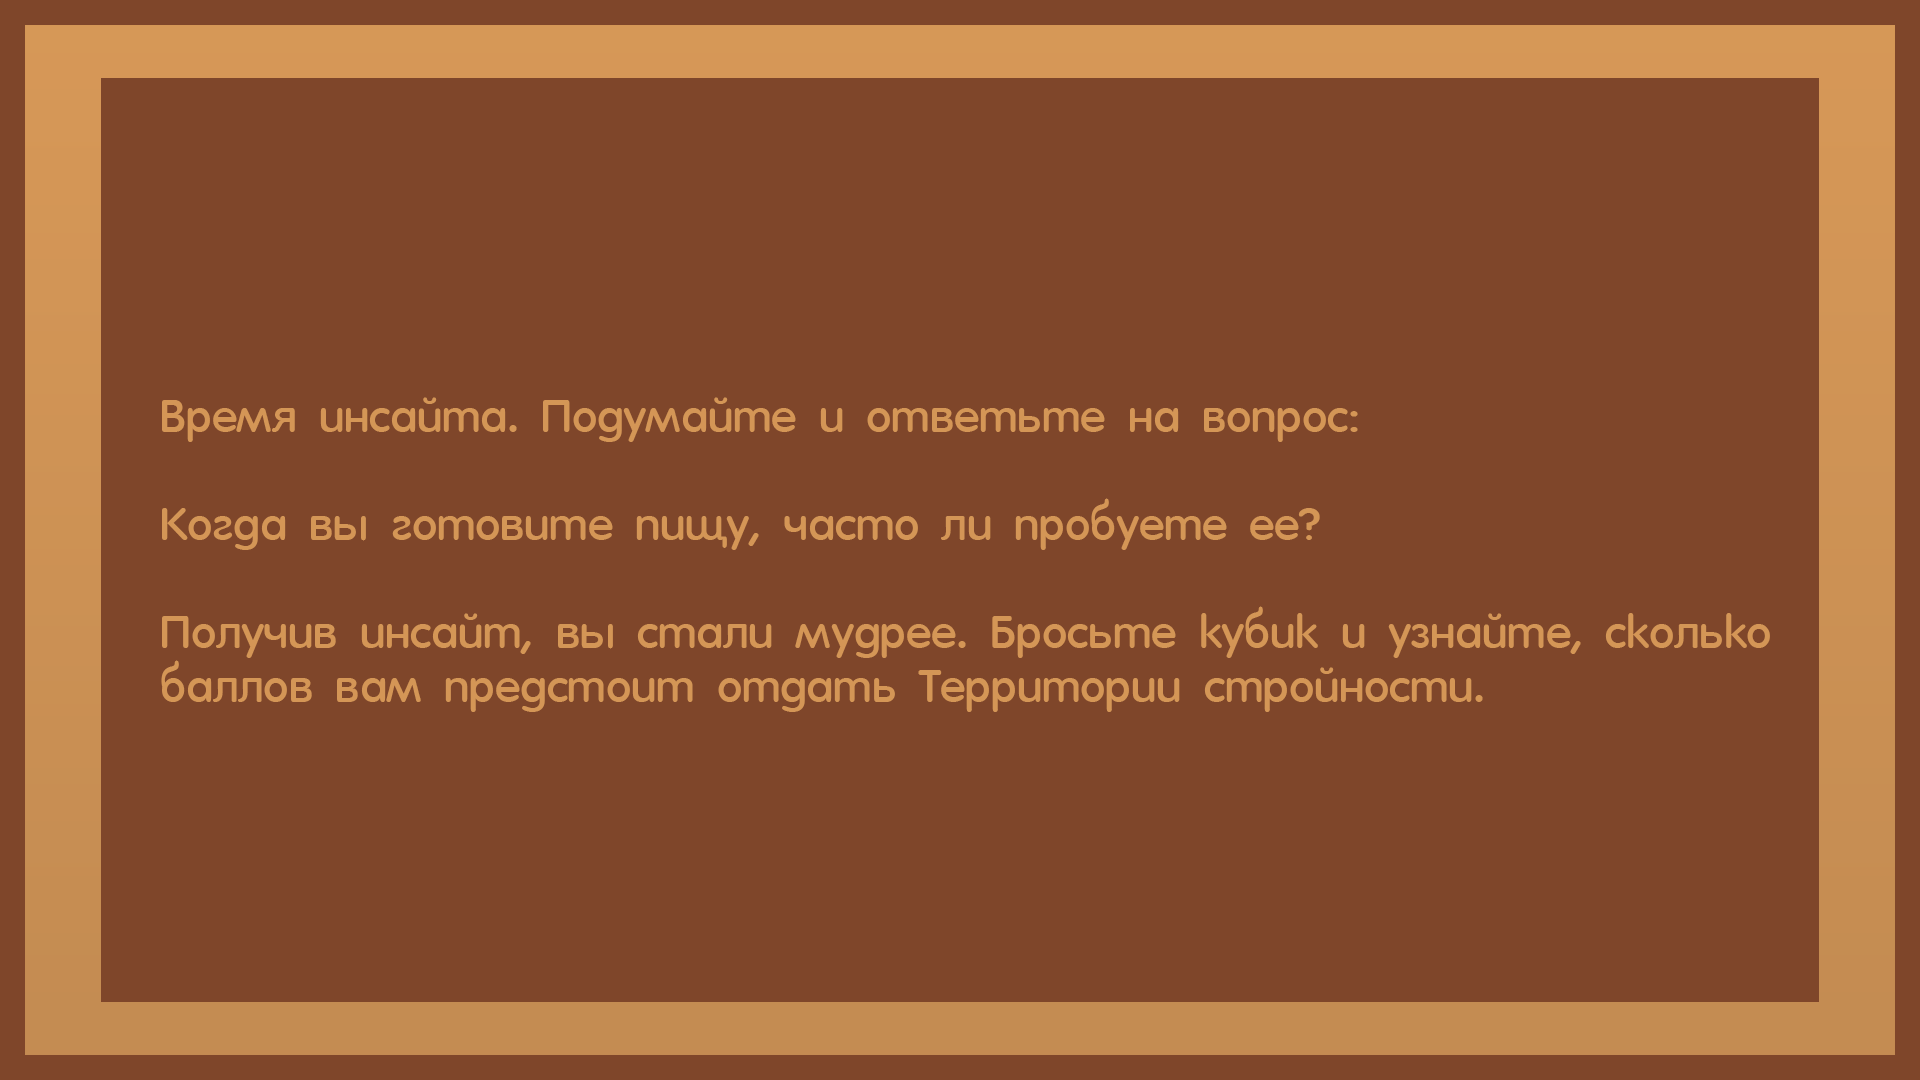 Время инсайта. Подумайте и ответьте на вопрос:
Когда вы готовите пищу, часто ли пробуете ее?
Получив инсайт, вы стали мудрее. Бросьте кубик и узнайте, сколько
баллов вам предстоит отдать Территории стройности.